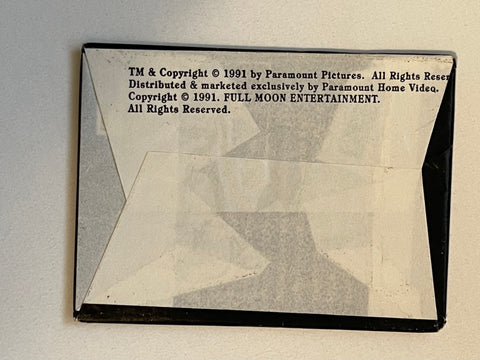 TM & Copyright © 1991 by Paramount Pictures. All Rights Reser
Distributed & marketed exclusively by Paramount Home Video.
Copyright © 1991. FULL MOON ENTERTAINMENT.
All Rights Reserved.